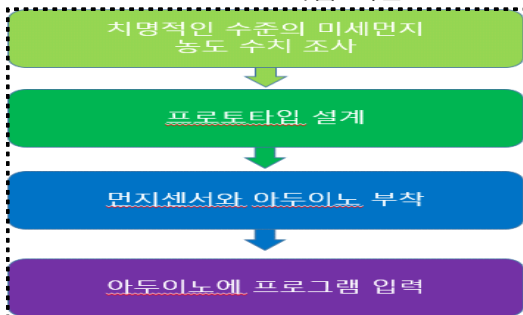 치명적인 수준의 미세먼지
농도 수치 조사
프로토타입 설계
먼지센서와 아두이노 부착
아두이노에 프로그램 입력